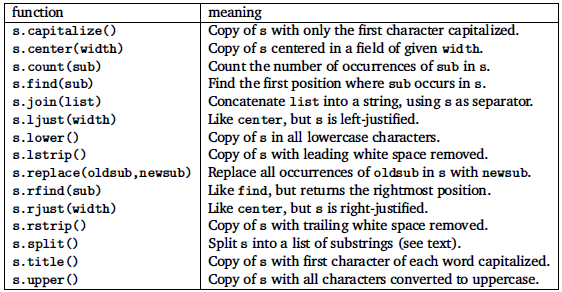 function meaning
s.capitalize() Copy of s with only the first character capitalized.
s.center(width) Copy of s centered in a field of given width.
s.count(sub) Count the number of occurrences of sub in s.
s.find(sub) Find the first position where sub occurs in s.
s.join(list) Concatenate list into a string, using s as separator.
s.ljust(width) Like center, but s is left-justified.
s.lower() Copy of s in all lowercase characters.
s.lstrip() Copy of s with leading white space removed.
s.replace(oldsub,newsub) Replace all occurrences of oldsub in s with newsub.
s.rfind(sub) Like find, but returns the rightmost position.
s.rjust(width) Like center, but s is right-justified.
s.rstrip() Copy of s with trailing white space removed.
s.split() Split s into a list of substrings (see text).
s.title() Copy of s with first character of each word capitalized.
s.upper() Copy of s with all characters converted to uppercase.